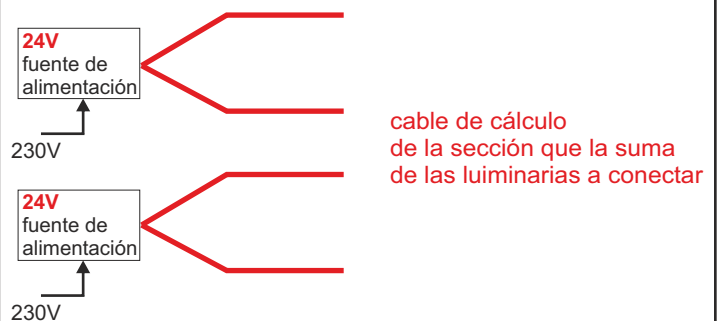 24V
fuente de
alimentación
230V
cable de cálculo
de la sección que la suma
de las luiminarias a conectar
24V
fuente de
alimentación
230V